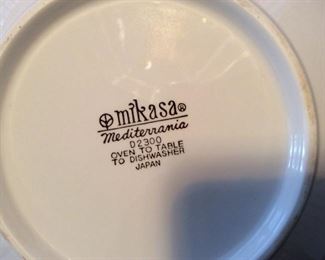 mikasa®
Mediterrania
D2300
OVEN TO TABLE
TO DISHWASHER
JAPAN